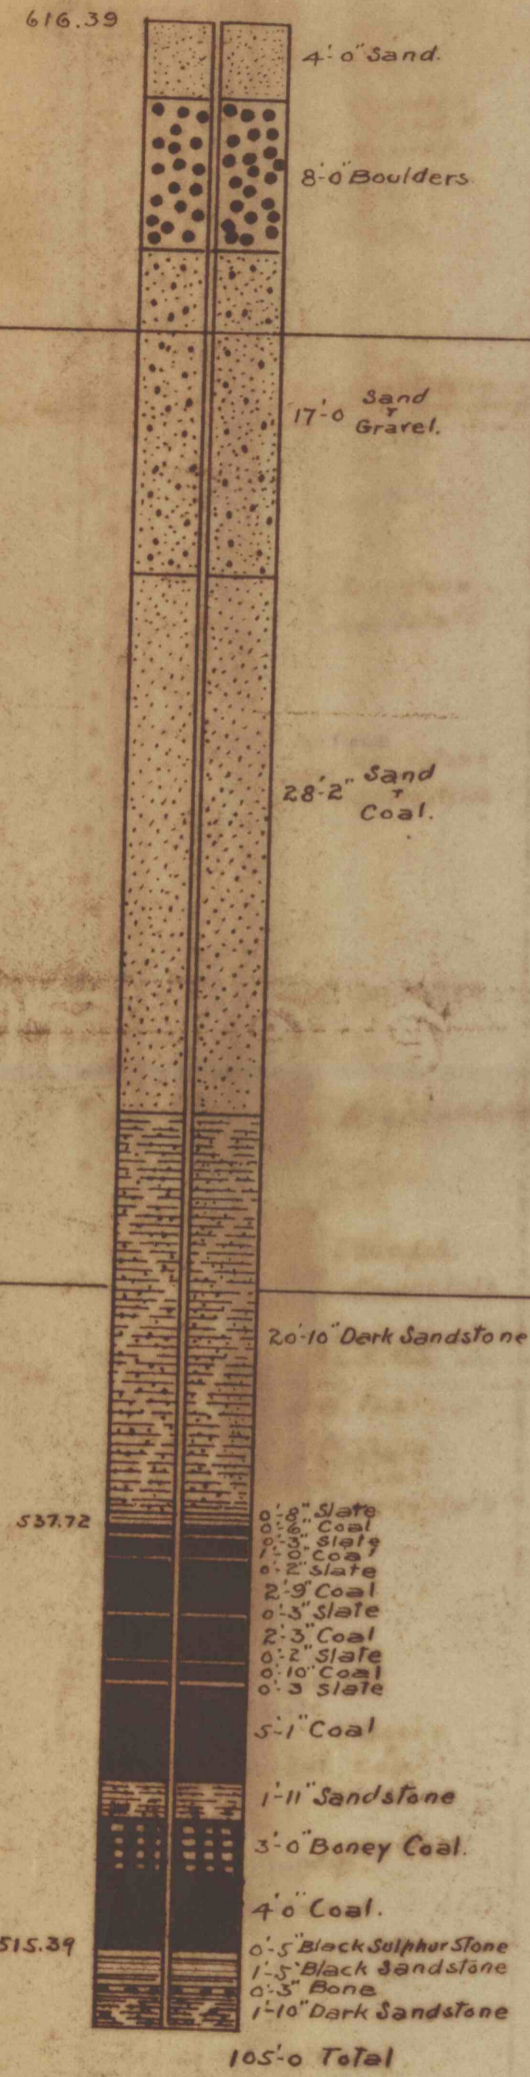 616.39
4'-0" Sand.
8'-0" Boulders
17'-0 Sand
+
Gravel.
28'-2" Sand
+
Coal.
20'-10" Dark Sandstone
0'-8" Slate
537.72
0'-6" Coal
0'-3" Slate
1'-0" Coal
0'-2" Slate
2'-9" Coal
0'-3" Slate
2'-3" Coal
0'-2" Slate
0'-10" Coal
0'-3 Slate
5'-1" Coal
1'-11" Sandstone
3'-0" Boney Coal.
4'0" Coal.
515.39
0'-5" Black Sulphur Stone
1'-5" Black Sandstone
0'-3" Bone
1'-10" Dark Sandstone
105'-0 Total